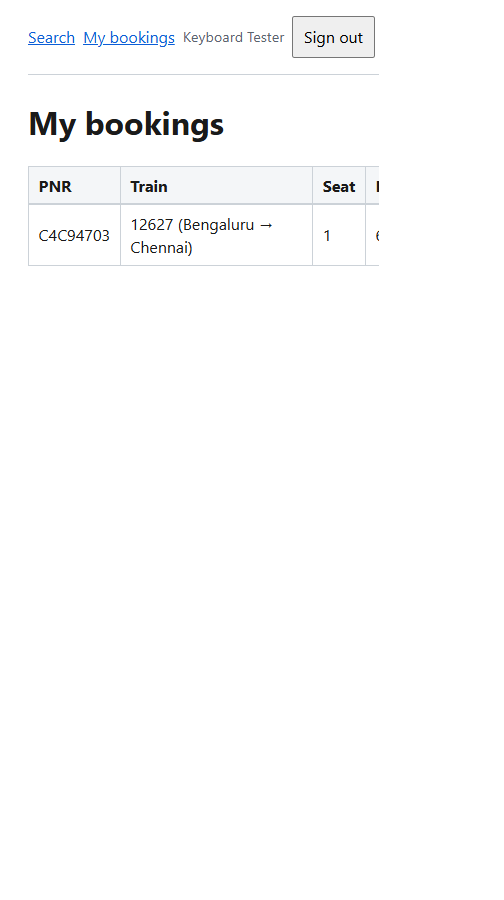 Search My bookings Keyboard Tester Sign out
My bookings
PNR Train Seat
C4C94703 12627 (Bengaluru → Chennai) 1